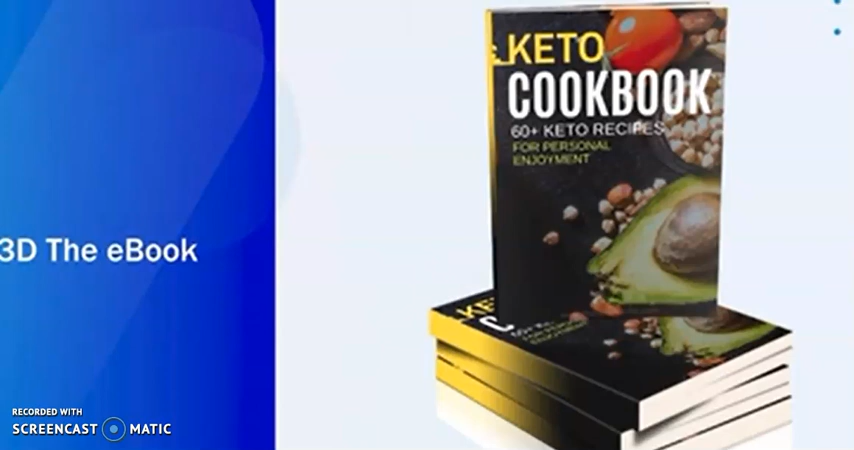 KETO
COOKBOOK
60+ KETO RECIPES
FOR PERSONAL
ENJOYMENT
3D The eBook
RECORDED WITH
SCREENCAST MATIC